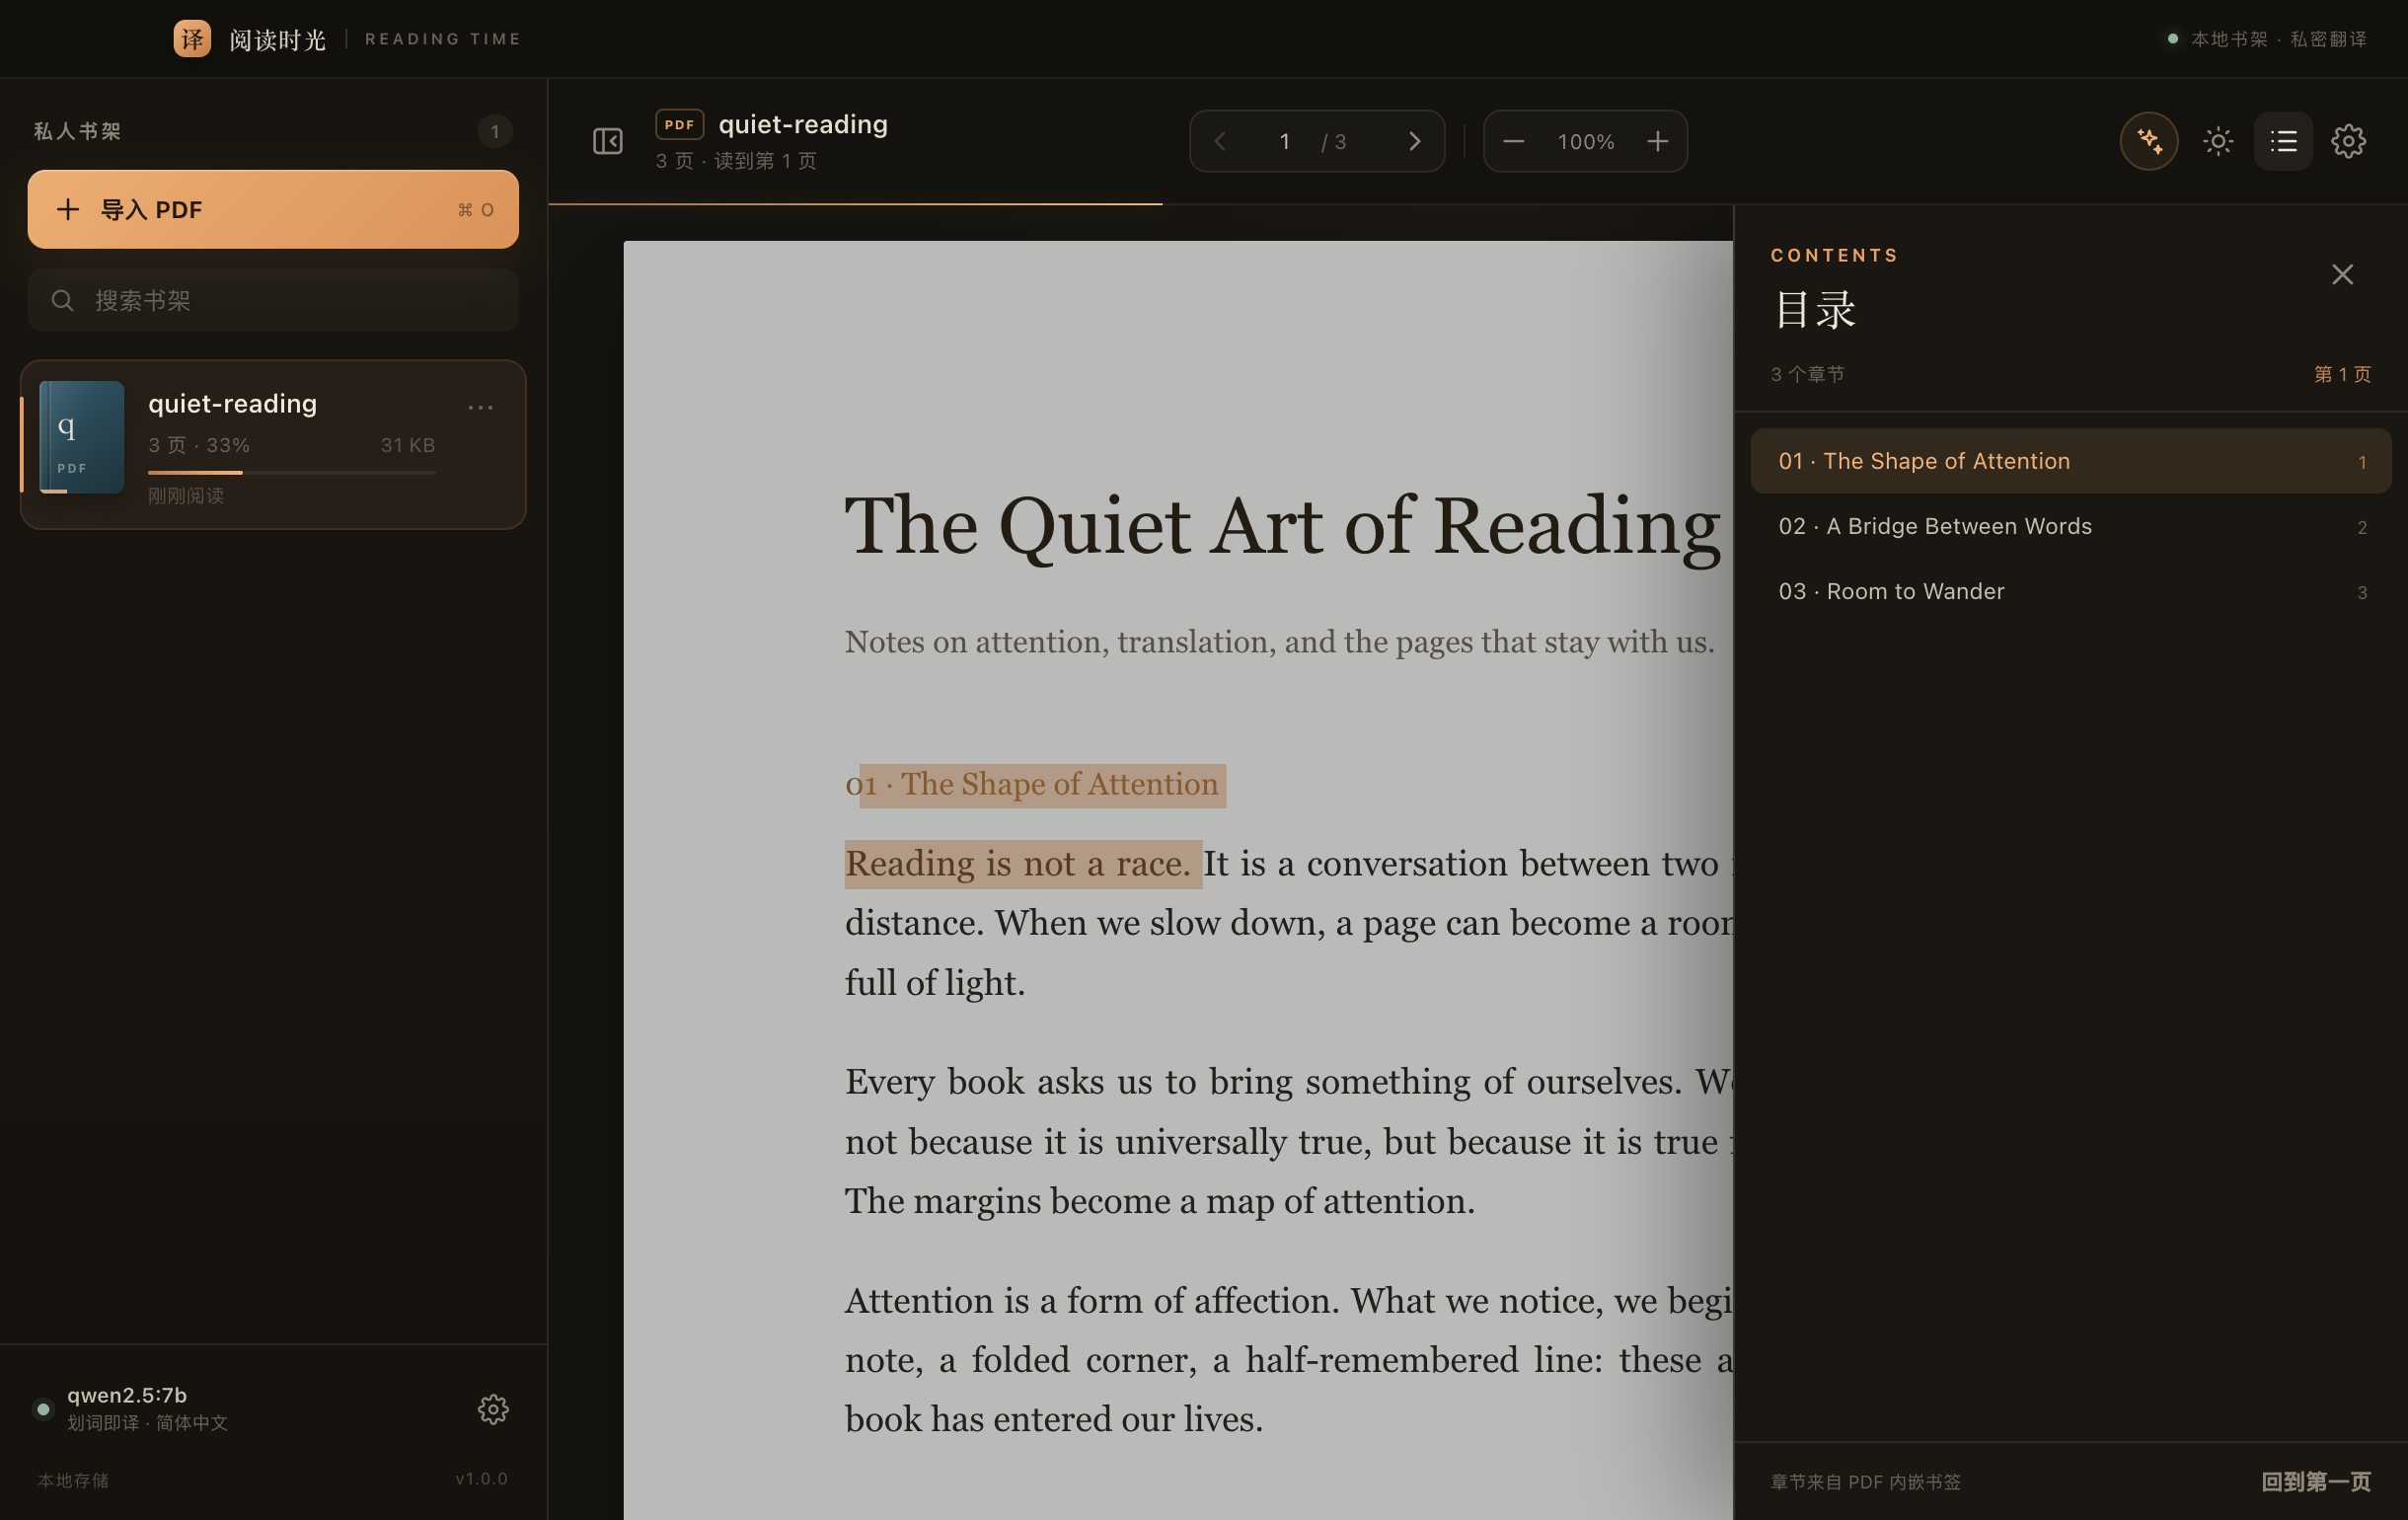 译 阅读时光 READING TIME
本地书架 · 私密翻译
私人书架 1
导入 PDF ⌘ O
搜索书架
q
PDF
quiet-reading
3 页 · 33% 31 KB
刚刚阅读
qwen2.5:7b
划词即译 · 简体中文
本地存储 v1.0.0
PDF quiet-reading
3 页 · 读到第 1 页
1 / 3
100%
The Quiet Art of Reading
Notes on attention, translation, and the pages that stay with us.
01 · The Shape of Attention
Reading is not a race. It is a conversation between two
distance. When we slow down, a page can become a
full of light.
Every book asks us to bring something of ourselves.
not because it is universally true, but because it is true
The margins become a map of attention.
Attention is a form of affection. What we notice, we
note, a folded corner, a half-remembered line: these
book has entered our lives.
CONTENTS
目录
3 个章节 第 1 页
01 · The Shape of Attention 1
02 · A Bridge Between Words 2
03 · Room to Wander 3
章节来自 PDF 内嵌书签 回到第一页